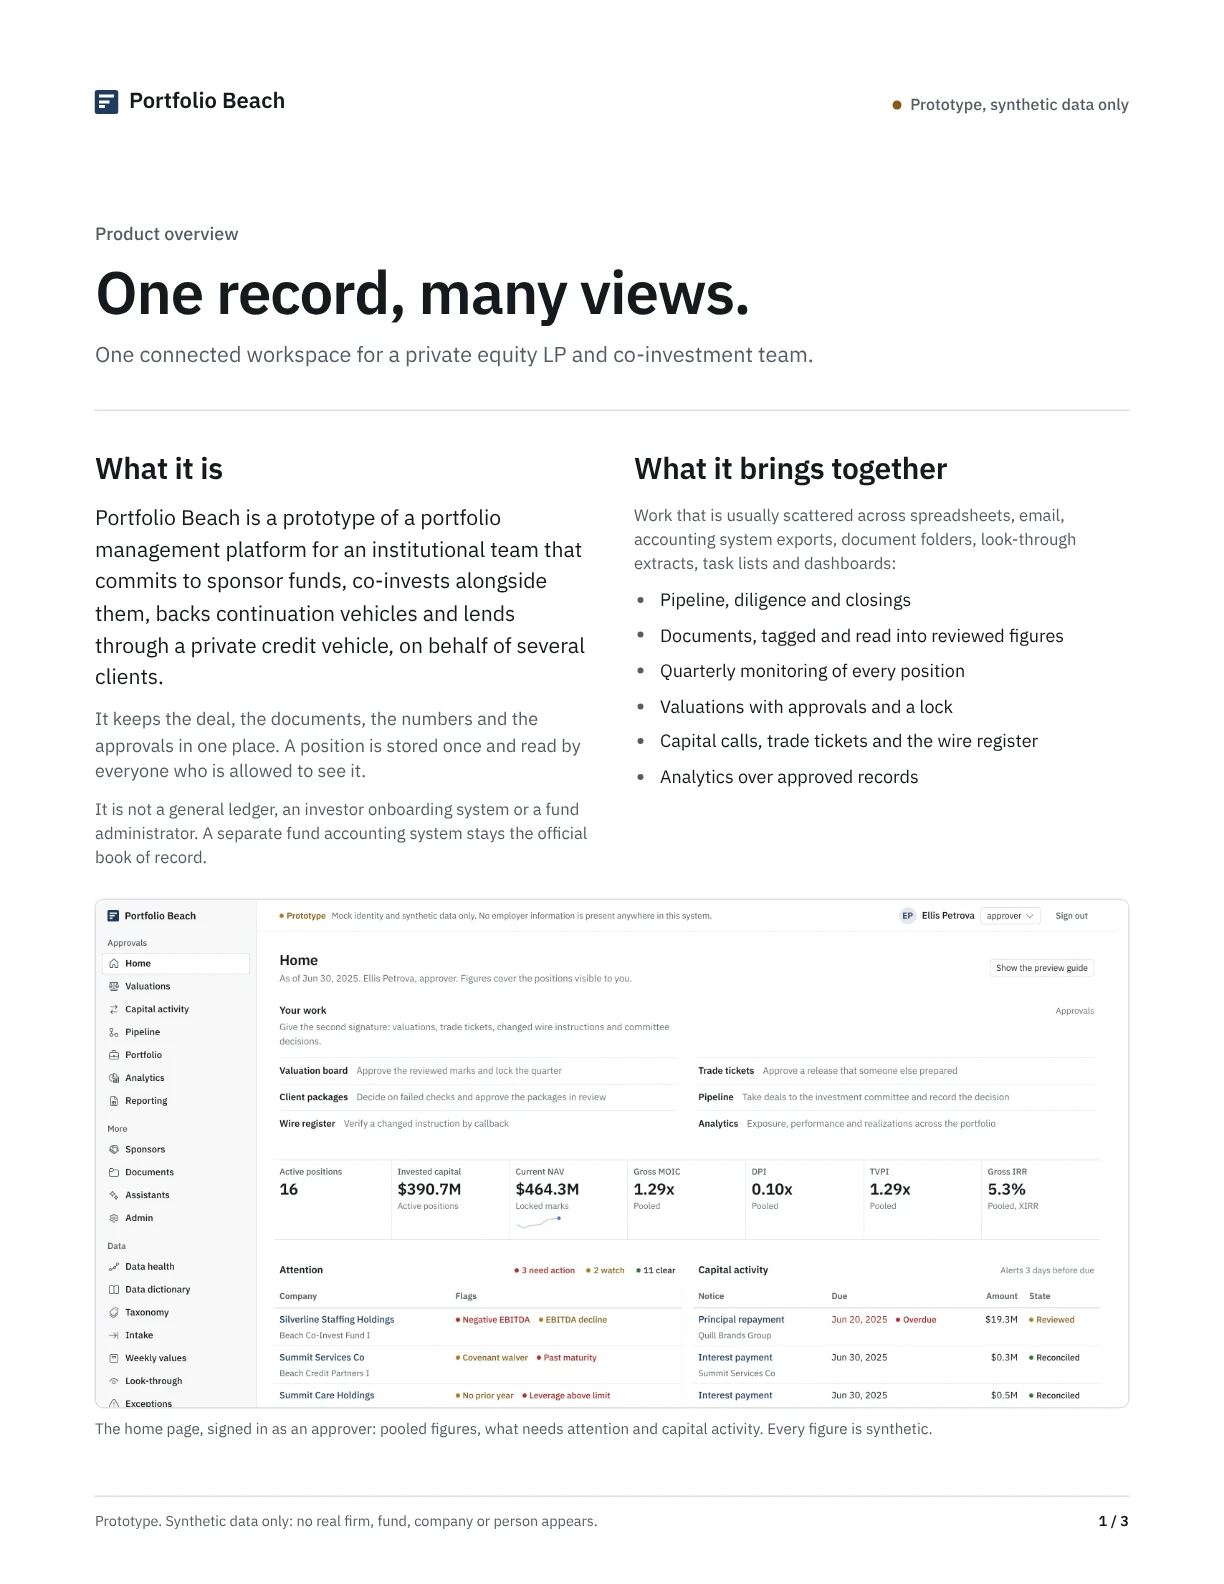 Portfolio Beach
Prototype, synthetic data only
Product overview
One record, many views.
One connected workspace for a private equity LP and co-investment team.
What it is
Portfolio Beach is a prototype of a portfolio
management platform for an institutional team that
commits to sponsor funds, co-invests alongside
them, backs continuation vehicles and lends
through a private credit vehicle, on behalf of several
clients.
It keeps the deal, the documents, the numbers and the
approvals in one place. A position is stored once and read by
everyone who is allowed to see it.
It is not a general ledger, an investor onboarding system or a fund
administrator. A separate fund accounting system stays the official
book of record.
What it brings together
Work that is usually scattered across spreadsheets, email,
accounting system exports, document folders, look-through
extracts, task lists and dashboards:
• Pipeline, diligence and closings
• Documents, tagged and read into reviewed figures
• Quarterly monitoring of every position
• Valuations with approvals and a lock
• Capital calls, trade tickets and the wire register
• Analytics over approved records
Portfolio Beach
Approvals
Home
Valuations
Capital activity
Pipeline
Portfolio
Analytics
Reporting
More
Sponsors
Documents
Assistants
Admin
Data
Data health
Data dictionary
Taxonomy
Intake
Weekly values
Look-through
Exceptions
Prototype Mock identity and synthetic data only. No employer information is present anywhere in this system.
EP Ellis Petrova approver Sign out
Home
As of Jun 30, 2025. Ellis Petrova, approver. Figures cover the positions visible to you.
Show the preview guide
Your work
Approvals
Give the second signature: valuations, trade tickets, changed wire instructions and committee
decisions.
Valuation board Approve the reviewed marks and lock the quarter
Trade tickets Approve a release that someone else prepared
Client packages Decide on failed checks and approve the packages in review
Pipeline Take deals to the investment committee and record the decision
Wire register Verify a changed instruction by callback
Analytics Exposure, performance and realizations across the portfolio
Active positions
16
Invested capital
$390.7M
Active positions
Current NAV
$464.3M
Locked marks
Gross MOIC
1.29x
Pooled
DPI
0.10x
Pooled
TVPI
1.29x
Pooled
Gross IRR
5.3%
Pooled, XIRR
Attention 3 need action 2 watch 11 clear
Company Flags
Silverline Staffing Holdings Negative EBITDA EBITDA decline
Beach Co-Invest Fund I
Summit Services Co Covenant waiver Past maturity
Beach Credit Partners I
Summit Care Holdings No prior year Leverage above limit
Capital activity Alerts 3 days before due
Notice Due Amount State
Principal repayment Jun 20, 2025 Overdue $19.3M Reviewed
Quill Brands Group
Interest payment Jun 30, 2025 $0.3M Reconciled
Summit Services Co
Interest payment Jun 30, 2025 $0.5M Reconciled
The home page, signed in as an approver: pooled figures, what needs attention and capital activity. Every figure is synthetic.
Prototype. Synthetic data only: no real firm, fund, company or person appears.
1 / 3